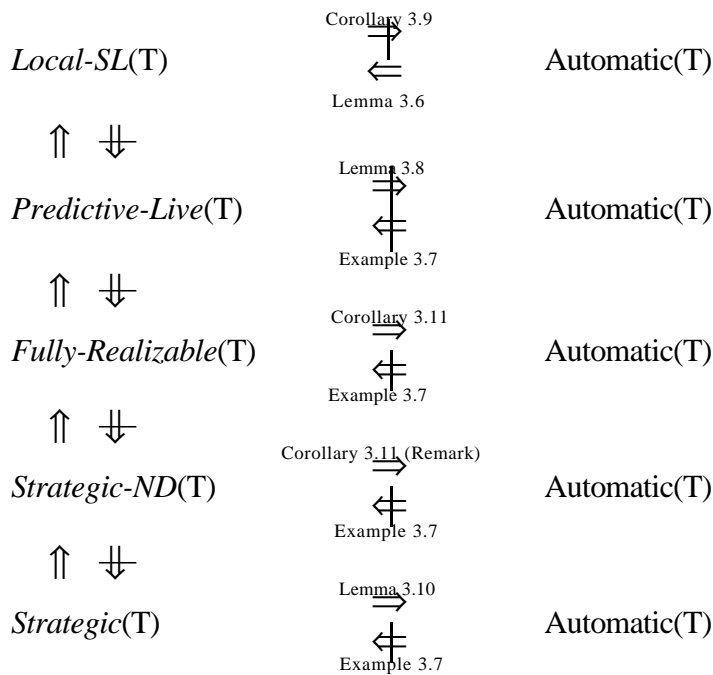 Corollary 3.9
⇏
Local-SL(T) Automatic(T)
⇐
Lemma 3.6
⇑ ⇓̸
Lemma 3.8
⇏
Predictive-Live(T) Automatic(T)
⇍
Example 3.7
⇑ ⇓̸
Corollary 3.11
⇒
Fully-Realizable(T) Automatic(T)
⇍
Example 3.7
⇑ ⇓̸
Corollary 3.11 (Remark)
⇒
Strategic-ND(T) Automatic(T)
⇍
Example 3.7
⇑ ⇓̸
Lemma 3.10
⇒
Strategic(T) Automatic(T)
⇍
Example 3.7